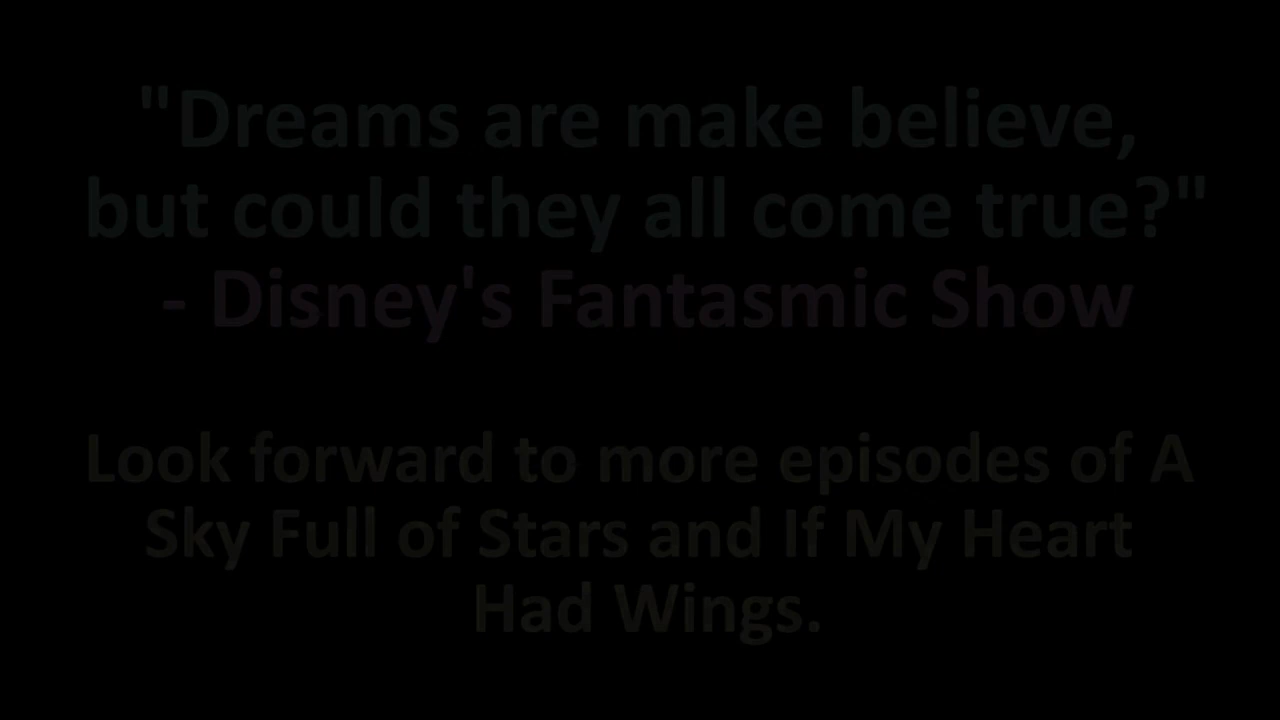 "Dreams are make believe,
but could they all come true?"
- Disney's Fantasmic Show
Look forward to more episodes of A
Sky Full of Stars and If My Heart
Had Wings.